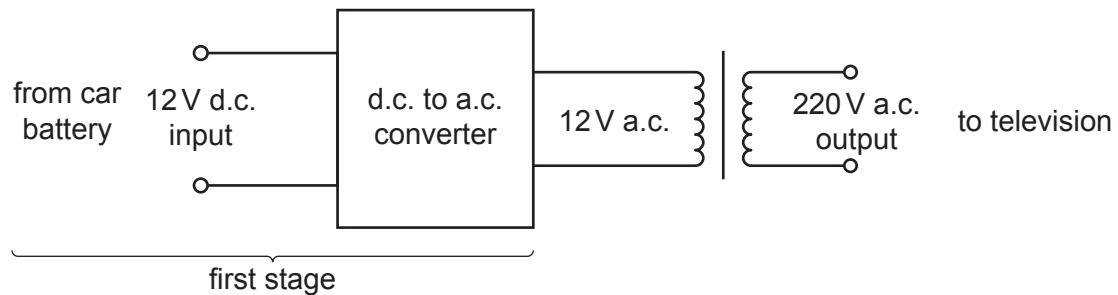 from car
battery
12 V d.c.
input
d.c. to a.c.
converter
12 V a.c.
220 V a.c.
output
to television
first stage